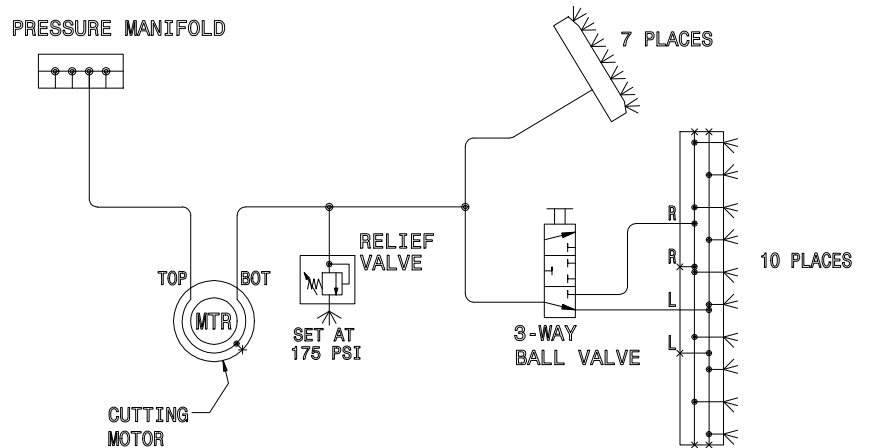 PRESSURE MANIFOLD
7 PLACES
R
RELIEF
VALVE
R
10 PLACES
TOP
BOT
L
MTR
SET AT
175 PSI
3-WAY
BALL VALVE
L
CUTTING
MOTOR